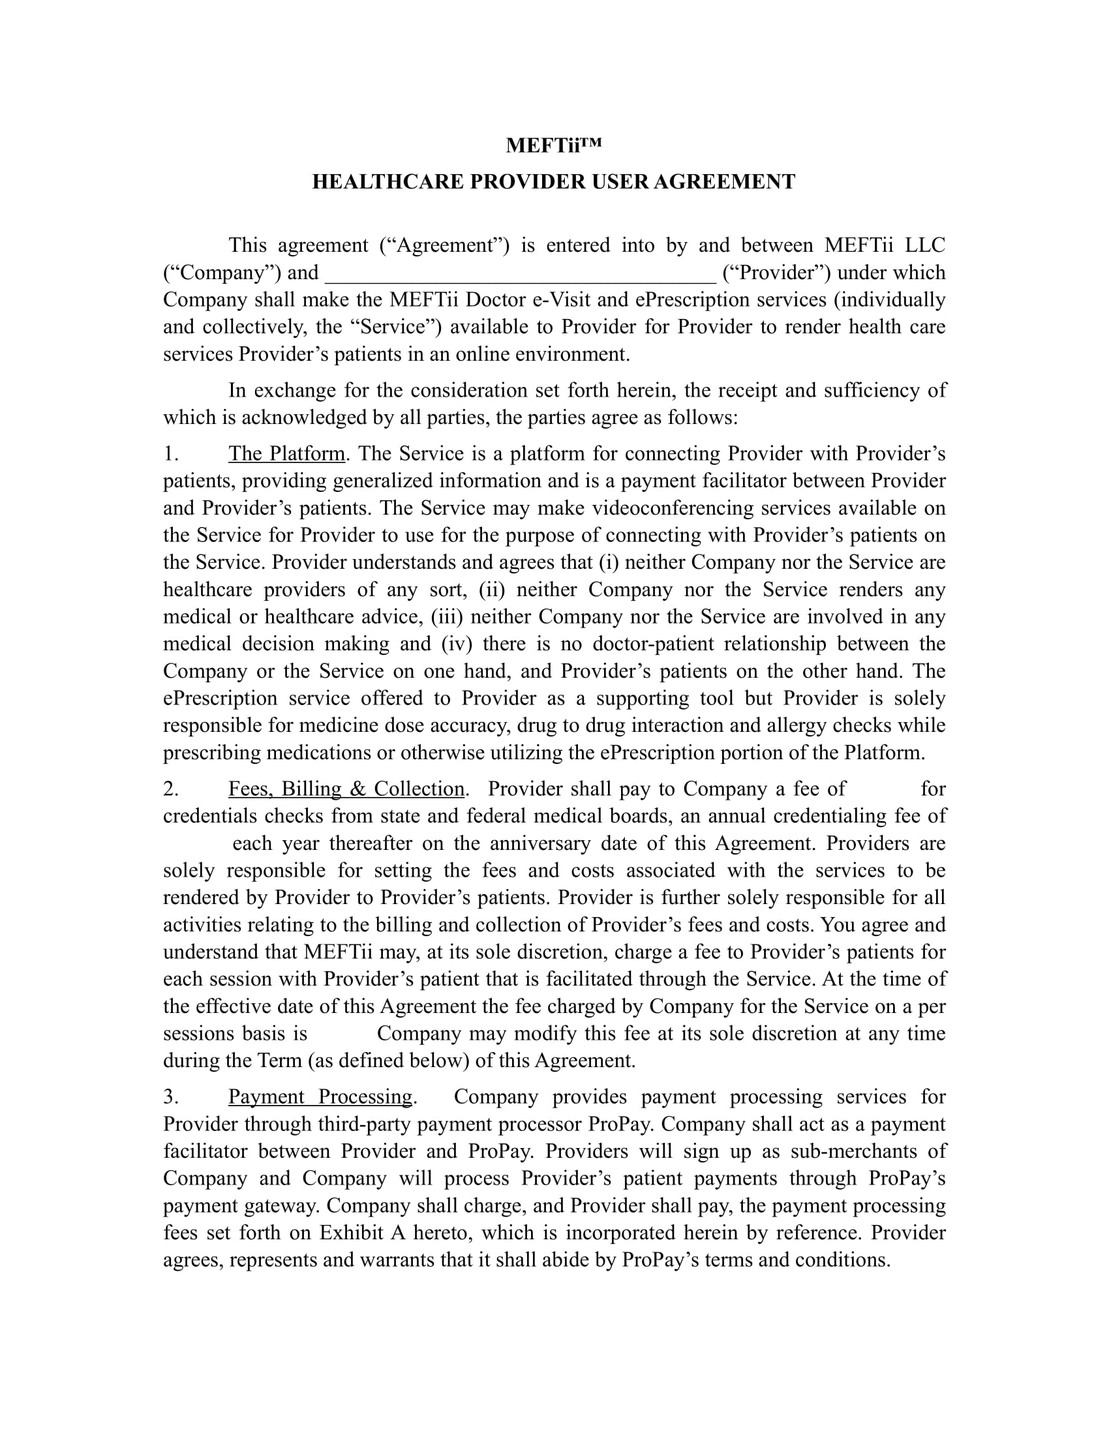 MEFTii™
HEALTHCARE PROVIDER USER AGREEMENT
This agreement (“Agreement”) is entered into by and between MEFTii LLC
(“Company”) and ____________________________________ (“Provider”) under which
Company shall make the MEFTii Doctor e-Visit and ePrescription services (individually
and collectively, the “Service”) available to Provider for Provider to render health care
services Provider’s patients in an online environment.
In exchange for the consideration set forth herein, the receipt and sufficiency of
which is acknowledged by all parties, the parties agree as follows:
1. The Platform. The Service is a platform for connecting Provider with Provider’s
patients, providing generalized information and is a payment facilitator between Provider
and Provider’s patients. The Service may make videoconferencing services available on
the Service for Provider to use for the purpose of connecting with Provider’s patients on
the Service. Provider understands and agrees that (i) neither Company nor the Service are
healthcare providers of any sort, (ii) neither Company nor the Service renders any
medical or healthcare advice, (iii) neither Company nor the Service are involved in any
medical decision making and (iv) there is no doctor-patient relationship between the
Company or the Service on one hand, and Provider’s patients on the other hand. The
ePrescription service offered to Provider as a supporting tool but Provider is solely
responsible for medicine dose accuracy, drug to drug interaction and allergy checks while
prescribing medications or otherwise utilizing the ePrescription portion of the Platform.
2. Fees, Billing & Collection. Provider shall pay to Company a fee of for
credentials checks from state and federal medical boards, an annual credentialing fee of
each year thereafter on the anniversary date of this Agreement. Providers are
solely responsible for setting the fees and costs associated with the services to be
rendered by Provider to Provider’s patients. Provider is further solely responsible for all
activities relating to the billing and collection of Provider’s fees and costs. You agree and
understand that MEFTii may, at its sole discretion, charge a fee to Provider’s patients for
each session with Provider’s patient that is facilitated through the Service. At the time of
the effective date of this Agreement the fee charged by Company for the Service on a per
sessions basis is Company may modify this fee at its sole discretion at any time
during the Term (as defined below) of this Agreement.
3. Payment Processing. Company provides payment processing services for
Provider through third-party payment processor ProPay. Company shall act as a payment
facilitator between Provider and ProPay. Providers will sign up as sub-merchants of
Company and Company will process Provider’s patient payments through ProPay’s
payment gateway. Company shall charge, and Provider shall pay, the payment processing
fees set forth on Exhibit A hereto, which is incorporated herein by reference. Provider
agrees, represents and warrants that it shall abide by ProPay’s terms and conditions.